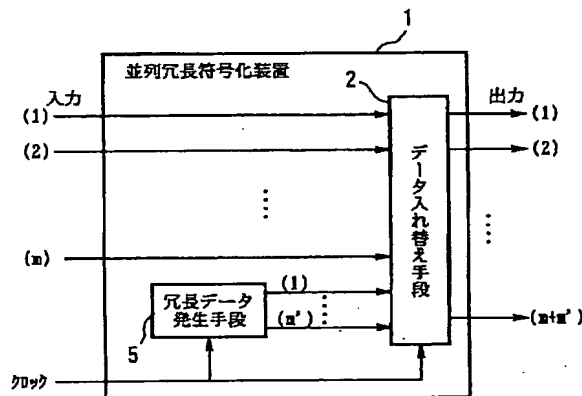 1
並列冗長符号化装置
2
入力
出力
(1)
(1)
(2)
(2)
データ入れ替え手段
(m)
(1)
冗長データ
発生手段
(m')
(m+m')
5
クロック